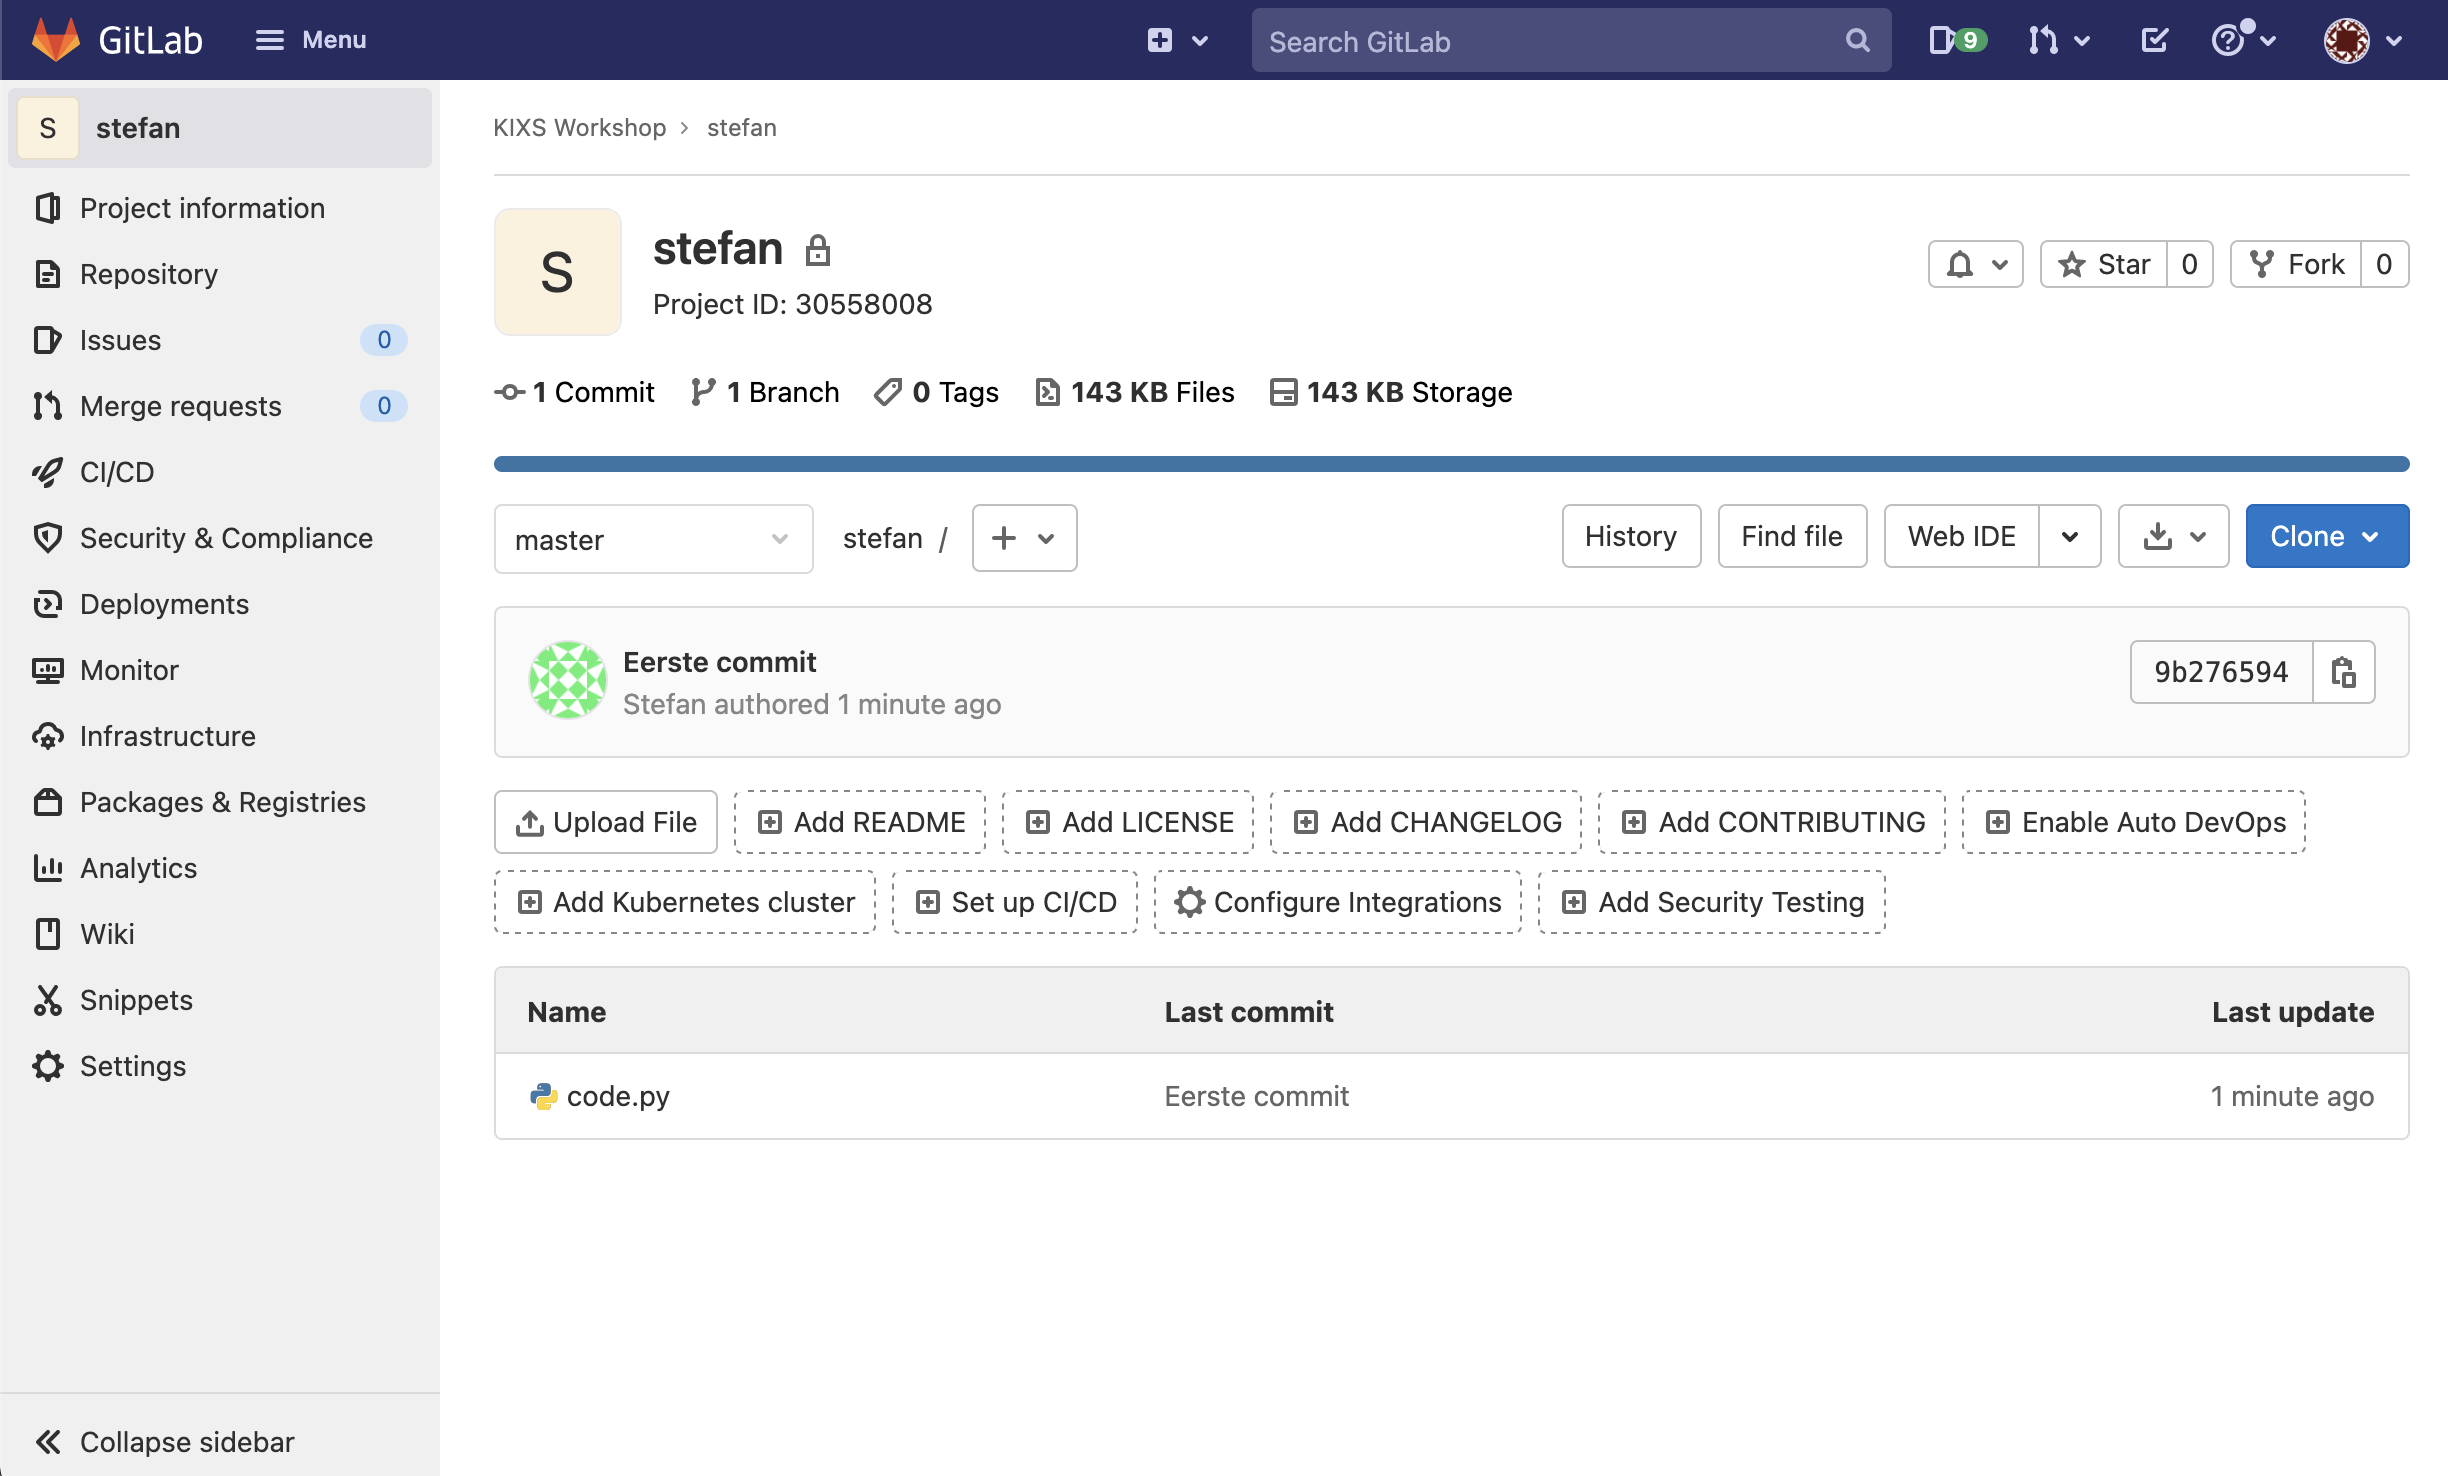 GitLab Menu Search GitLab 9
S stefan
Project information
Repository
Issues 0
Merge requests 0
CI/CD
Security & Compliance
Deployments
Monitor
Infrastructure
Packages & Registries
Analytics
Wiki
Snippets
Settings
Collapse sidebar
KIXS Workshop › stefan
S
stefan
Project ID: 30558008
Star 0 Fork 0
1 Commit 1 Branch 0 Tags 143 KB Files 143 KB Storage
master stefan / + History Find file Web IDE Clone
Eerste commit
Stefan authored 1 minute ago
9b276594
Upload File Add README Add LICENSE Add CHANGELOG Add CONTRIBUTING Enable Auto DevOps
Add Kubernetes cluster Set up CI/CD Configure Integrations Add Security Testing
Name Last commit Last update
code.py Eerste commit 1 minute ago